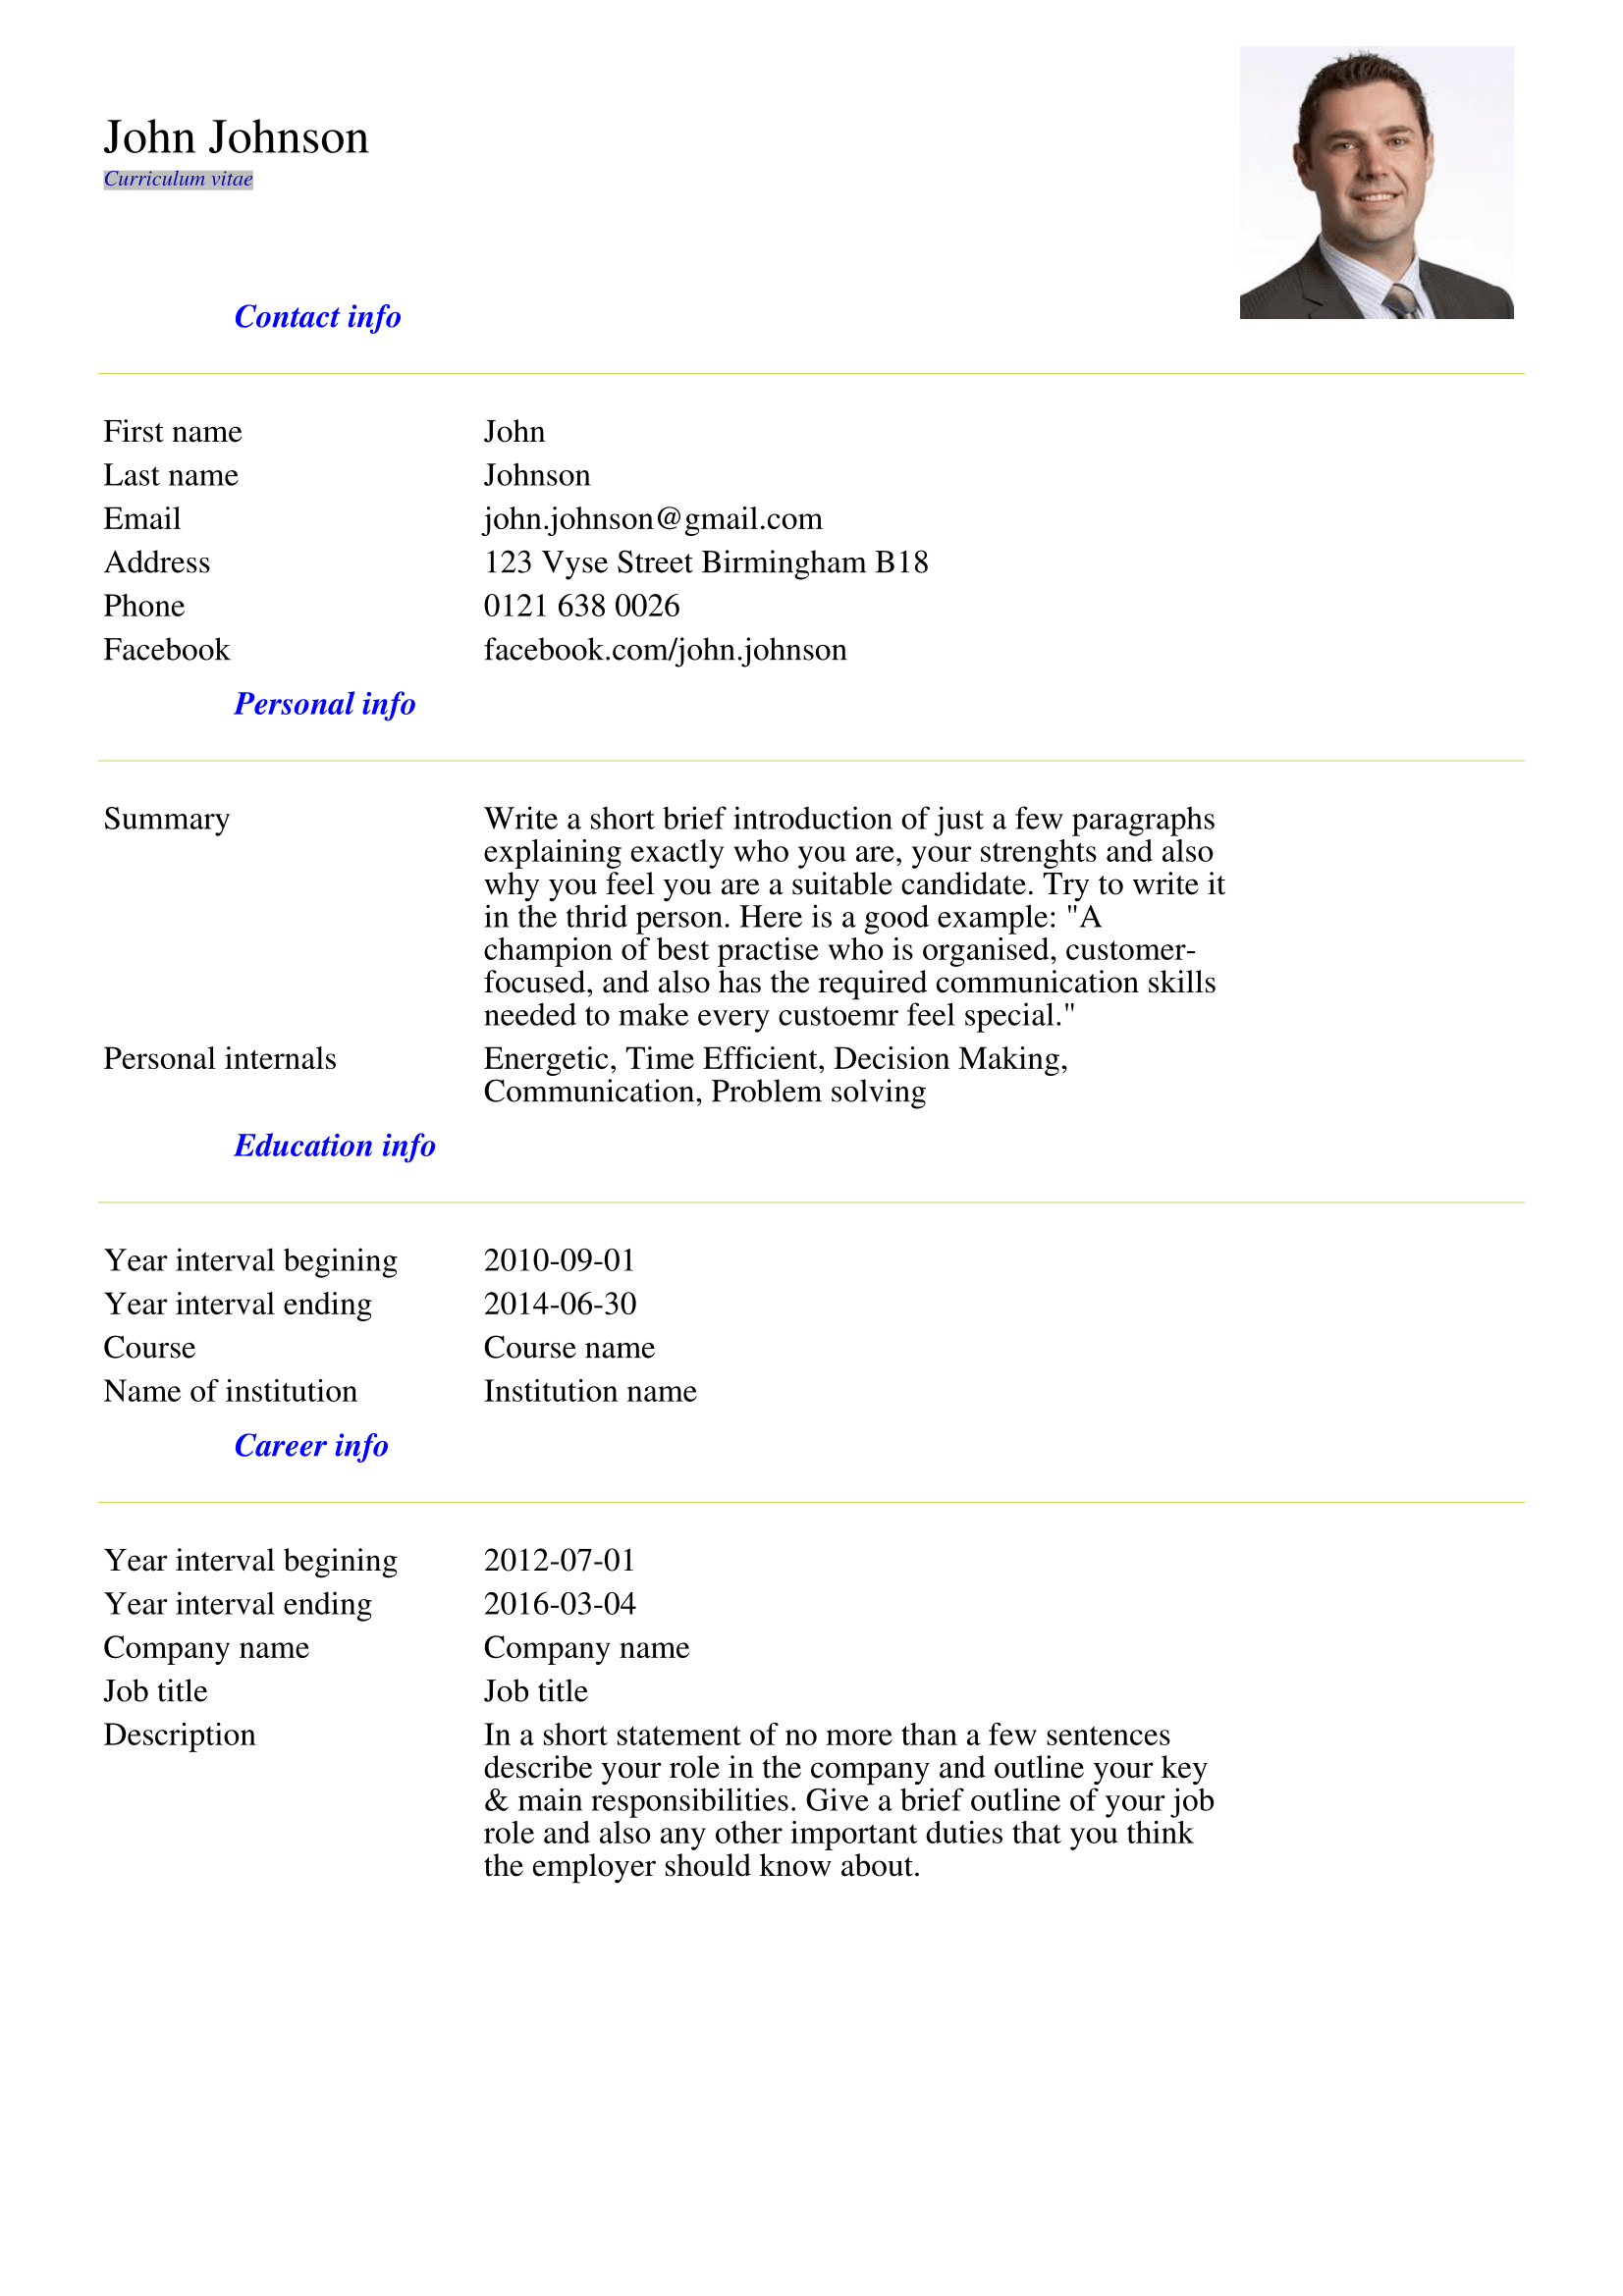 John Johnson
Curriculum vitae
Contact info
First name John
Last name Johnson
Email john.johnson@gmail.com
Address 123 Vyse Street Birmingham B18
Phone 0121 638 0026
Facebook facebook.com/john.johnson
Personal info
Summary Write a short brief introduction of just a few paragraphs
explaining exactly who you are, your strenghts and also
why you feel you are a suitable candidate. Try to write it
in the thrid person. Here is a good example: "A
champion of best practise who is organised, customer-
focused, and also has the required communication skills
needed to make every custoemr feel special."
Personal internals Energetic, Time Efficient, Decision Making,
Communication, Problem solving
Education info
Year interval begining 2010-09-01
Year interval ending 2014-06-30
Course Course name
Name of institution Institution name
Career info
Year interval begining 2012-07-01
Year interval ending 2016-03-04
Company name Company name
Job title Job title
Description In a short statement of no more than a few sentences
describe your role in the company and outline your key
& main responsibilities. Give a brief outline of your job
role and also any other important duties that you think
the employer should know about.